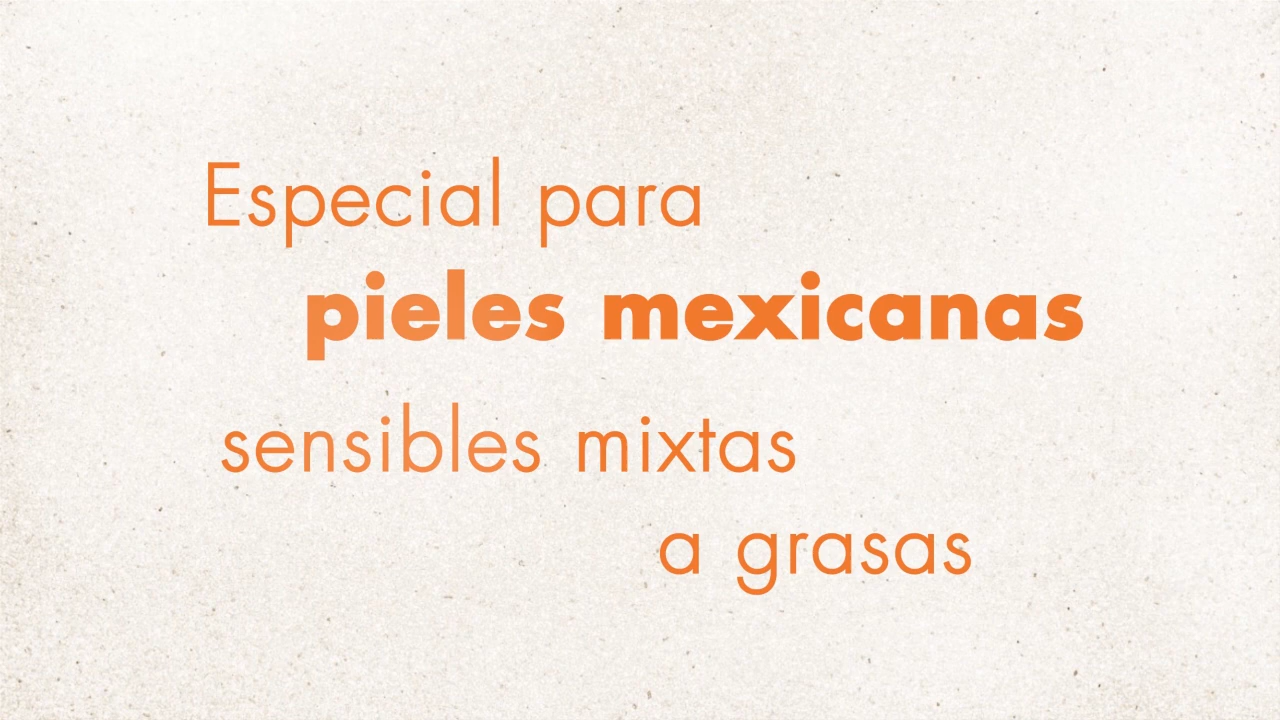 Especial para
pieles mexicanas
sensibles mixtas
a grasas